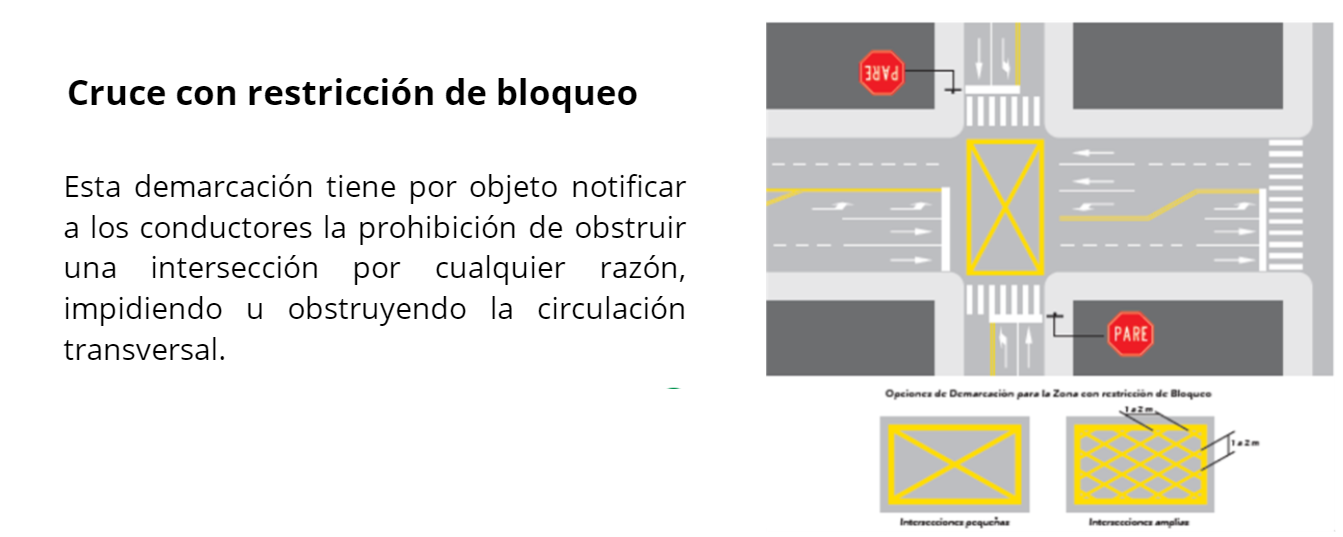 Cruce con restricción de bloqueo
Esta demarcación tiene por objeto notificar
a los conductores la prohibición de obstruir
una intersección por cualquier razón,
impidiendo u obstruyendo la circulación
transversal.
PARE
PARE
Opciones de Demarcación para la Zona con restricción de Bloqueo
1 a 2 m
1 a 2 m
Intersecciones pequeñas
Intersecciones amplias